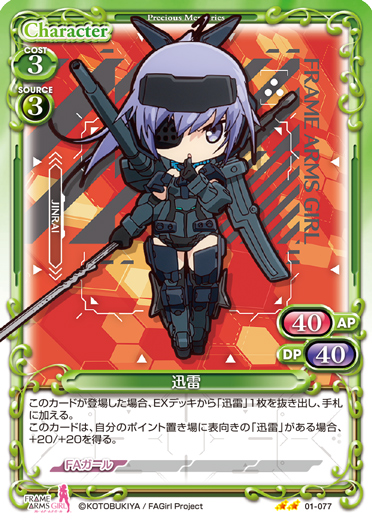 Precious Memories
Character
COST
3
SOURCE
3
FRAME ARMS GIRL
JINRAI
40 AP
DP 40
迅雷
このカードが登場した場合、EXデッキから「迅雷」1枚を抜き出し、手札
に加える。
このカードは、自分のポイント置き場に表向きの「迅雷」がある場合、
+20/+20を得る。
FAガール
FRAME
ARMS GIRL
©KOTOBUKIYA / FAGirl Project
01-077